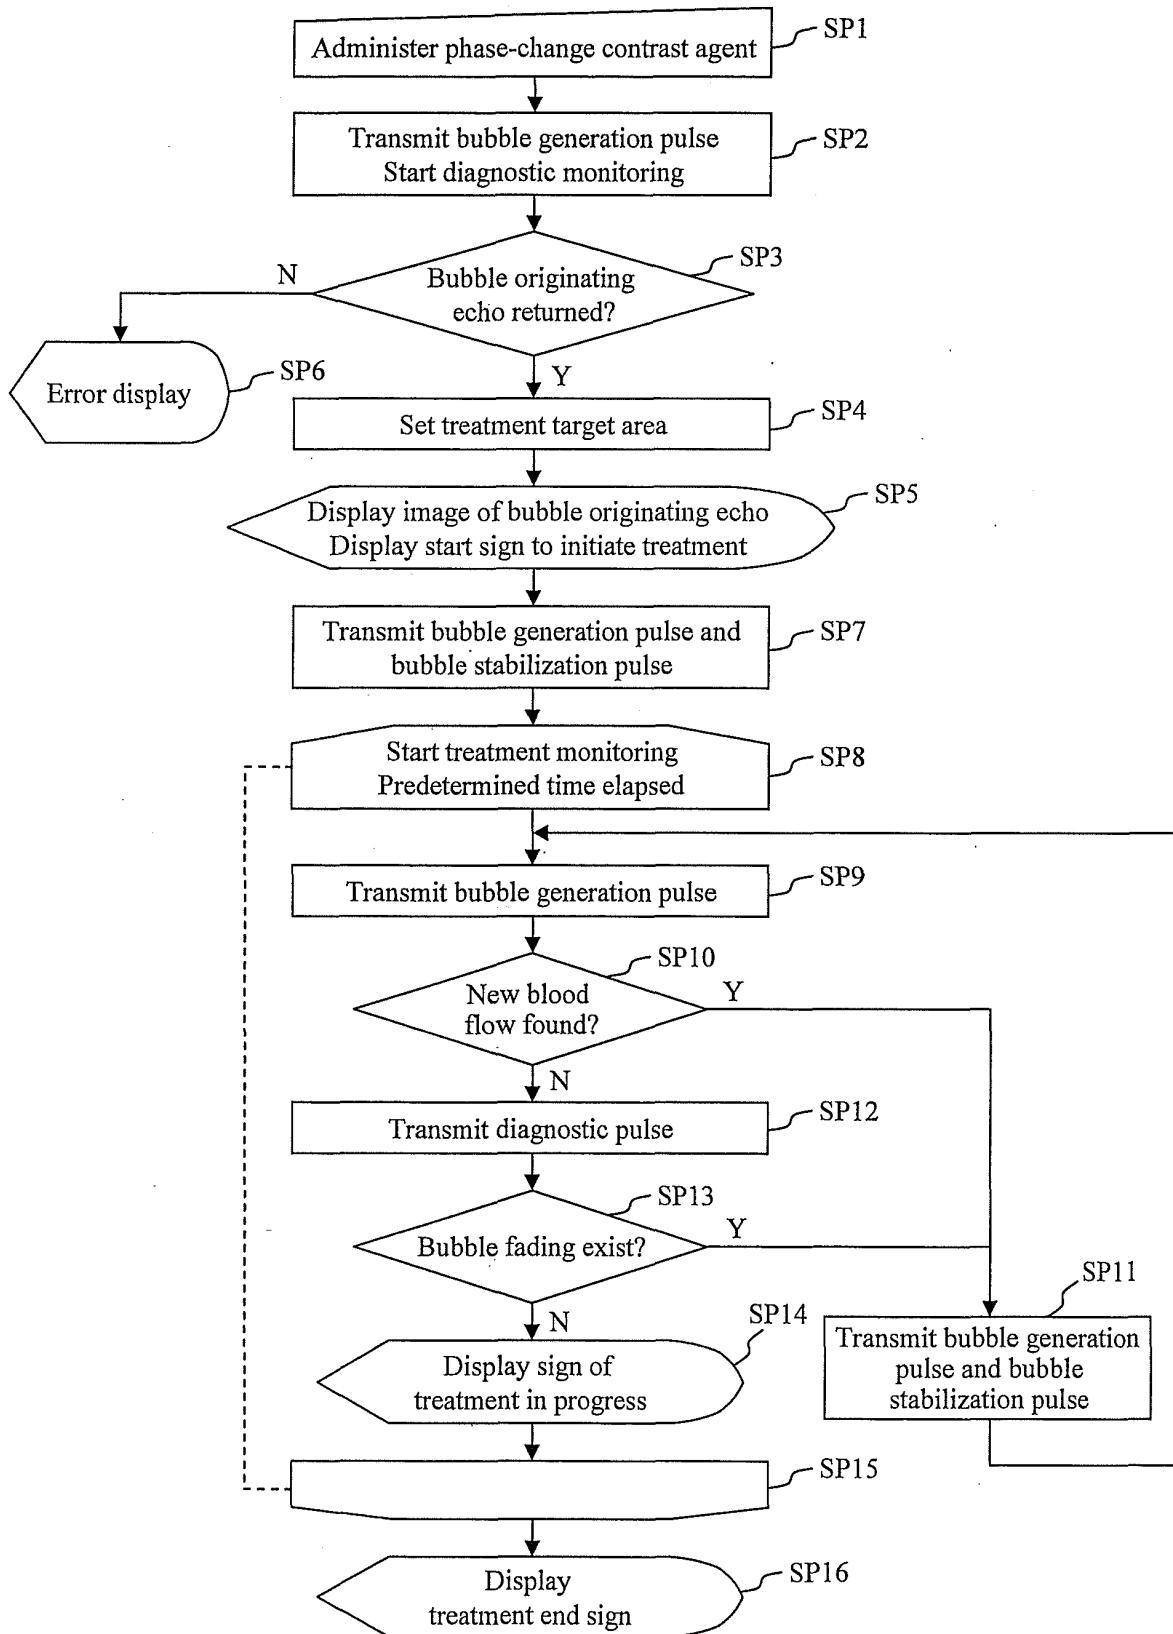 Administer phase-change contrast agent
SP1
Transmit bubble generation pulse
Start diagnostic monitoring
SP2
Bubble originating
echo returned?
SP3
N
Y
Error display
SP6
Set treatment target area
SP4
Display image of bubble originating echo
Display start sign to initiate treatment
SP5
Transmit bubble generation pulse and
bubble stabilization pulse
SP7
Start treatment monitoring
Predetermined time elapsed
SP8
Transmit bubble generation pulse
SP9
New blood
flow found?
SP10
Y
N
Transmit diagnostic pulse
SP12
Bubble fading exist?
SP13
Y
N
Transmit bubble generation
pulse and bubble
stabilization pulse
SP11
Display sign of
treatment in progress
SP14
SP15
Display
treatment end sign
SP16